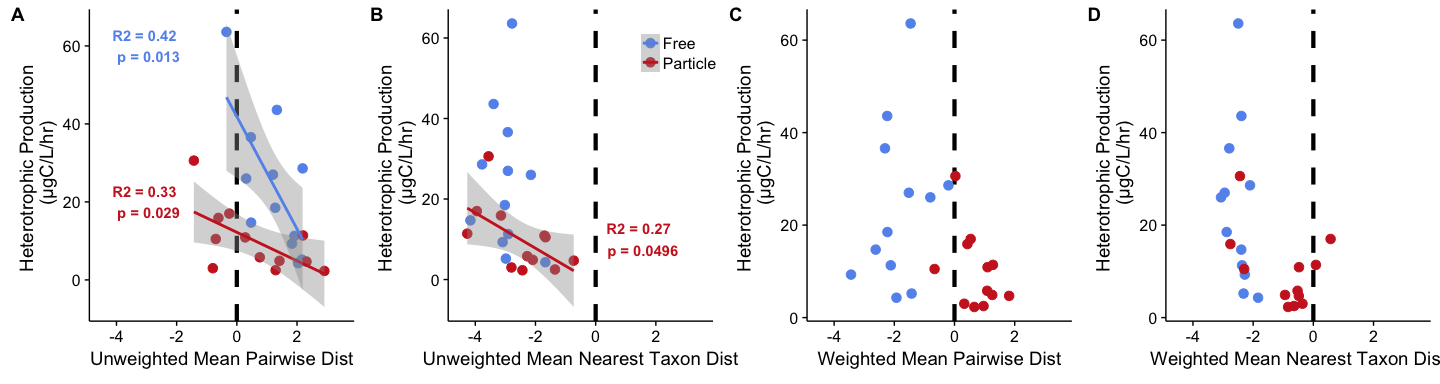 A
R2 = 0.42
p = 0.013
R2 = 0.33
p = 0.029
60
40
20
0
-4
-2
0
2
Heterotrophic Production
(μgC/L/hr)
Unweighted Mean Pairwise Dist
B
Free
Particle
R2 = 0.27
p = 0.0496
60
40
20
0
-4
-2
0
2
Heterotrophic Production
(μgC/L/hr)
Unweighted Mean Nearest Taxon Dist
C
60
40
20
0
-4
-2
0
2
Heterotrophic Production
(μgC/L/hr)
Weighted Mean Pairwise Dist
D
60
40
20
0
-4
-2
0
2
Heterotrophic Production
(μgC/L/hr)
Weighted Mean Nearest Taxon Dis